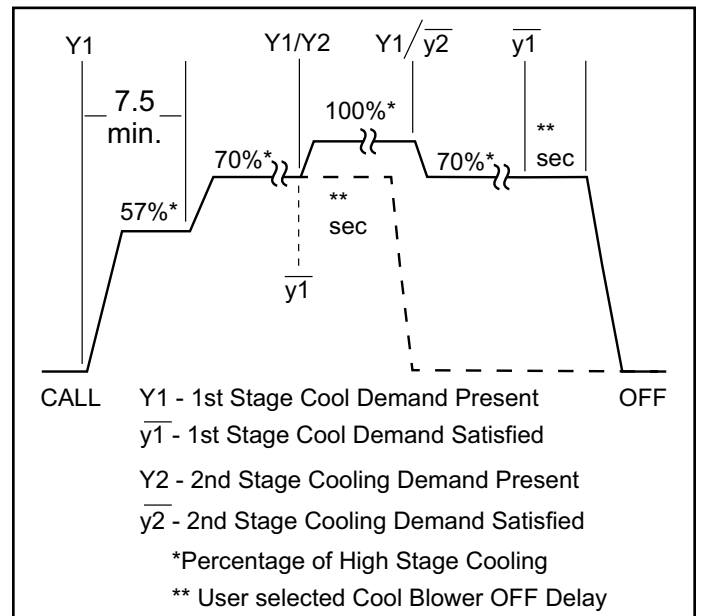 Y1 Y1/Y2 Y1/y2̅ y1̅
7.5
min.
100%*
**
sec
70%*
70%*
57%*
**
sec
y1̅
CALL
OFF
Y1 - 1st Stage Cool Demand Present
y1̅ - 1st Stage Cool Demand Satisfied
Y2 - 2nd Stage Cooling Demand Present
y2̅ - 2nd Stage Cooling Demand Satisfied
*Percentage of High Stage Cooling
** User selected Cool Blower OFF Delay